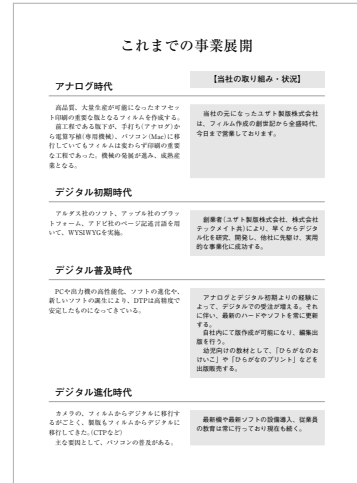 これまでの事業展開
アナログ時代
【当社の取り組み・状況】
高品質、大量生産が可能になったオフセッ
ト印刷の重要な版となるフィルムを作成する。
前工程である版下が、手打ち(アナログ)か
ら電算写植(専用機械)、パソコン(Mac)に移
行していてもフィルムは変わらず印刷の重要
な工程であった。機械の発展が進み、成熟産
業となる。
当社の元になったユザト製版株式会社
は、フィルム作成の創世記から全盛時代、
今日まで営業しております。
デジタル初期時代
アルダス社のソフト、アップル社のプラッ
トフォーム、アドビ社のページ記述言語を用
いて、WYSIWYGを実施。
創業者(ユザト製版株式会社、株式会社
テックメイト共)により、早くからデジタ
ル化を研究、開発し、他社に先駆け、実用
的な事業化に成功する。
デジタル普及時代
PCや出力機の高性能化、ソフトの進化や、
新しいソフトの誕生により、DTPは高精度で
安定したものになってきている。
アナログとデジタル初期よりの経験に
よって、デジタルでの受注が増える。それ
に伴い、最新のハードやソフトを常に更新
する。
自社内にて版作成が可能になり、編集出
版を行う。
幼児向けの教材として、「ひらがなのお
けいこ」や「ひらがなのプリント」などを
出版販売する。
デジタル進化時代
カメラの、フィルムからデジタルに移行す
るがごとく、製版もフィルムからデジタルに
移行してきた。(CTPなど)
主な要因として、パソコンの普及がある。
最新機や最新ソフトの設備導入、従業員
の教育は常に行っており現在も続く。